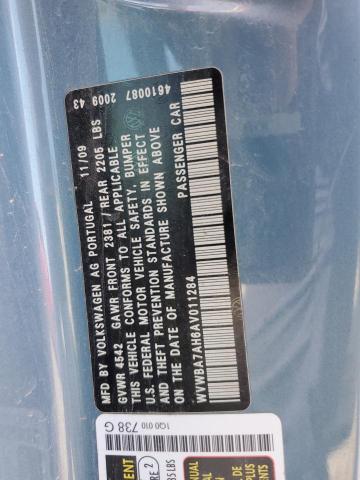 4610087 2009 43
MFD BY VOLKSWAGEN AG PORTUGAL 11/09
GVWR 4542 GAWR FRONT 2381 / REAR 2205 LBS
THIS VEHICLE CONFORMS TO ALL APPLICABLE
U.S. FEDERAL MOTOR VEHICLE SAFETY, BUMPER
AND THEFT PREVENTION STANDARDS IN EFFECT
ON THE DATE OF MANUFACTURE SHOWN ABOVE
WVWBA7AH6AV011284 PASSENGER CAR
1Q0 010 738 G